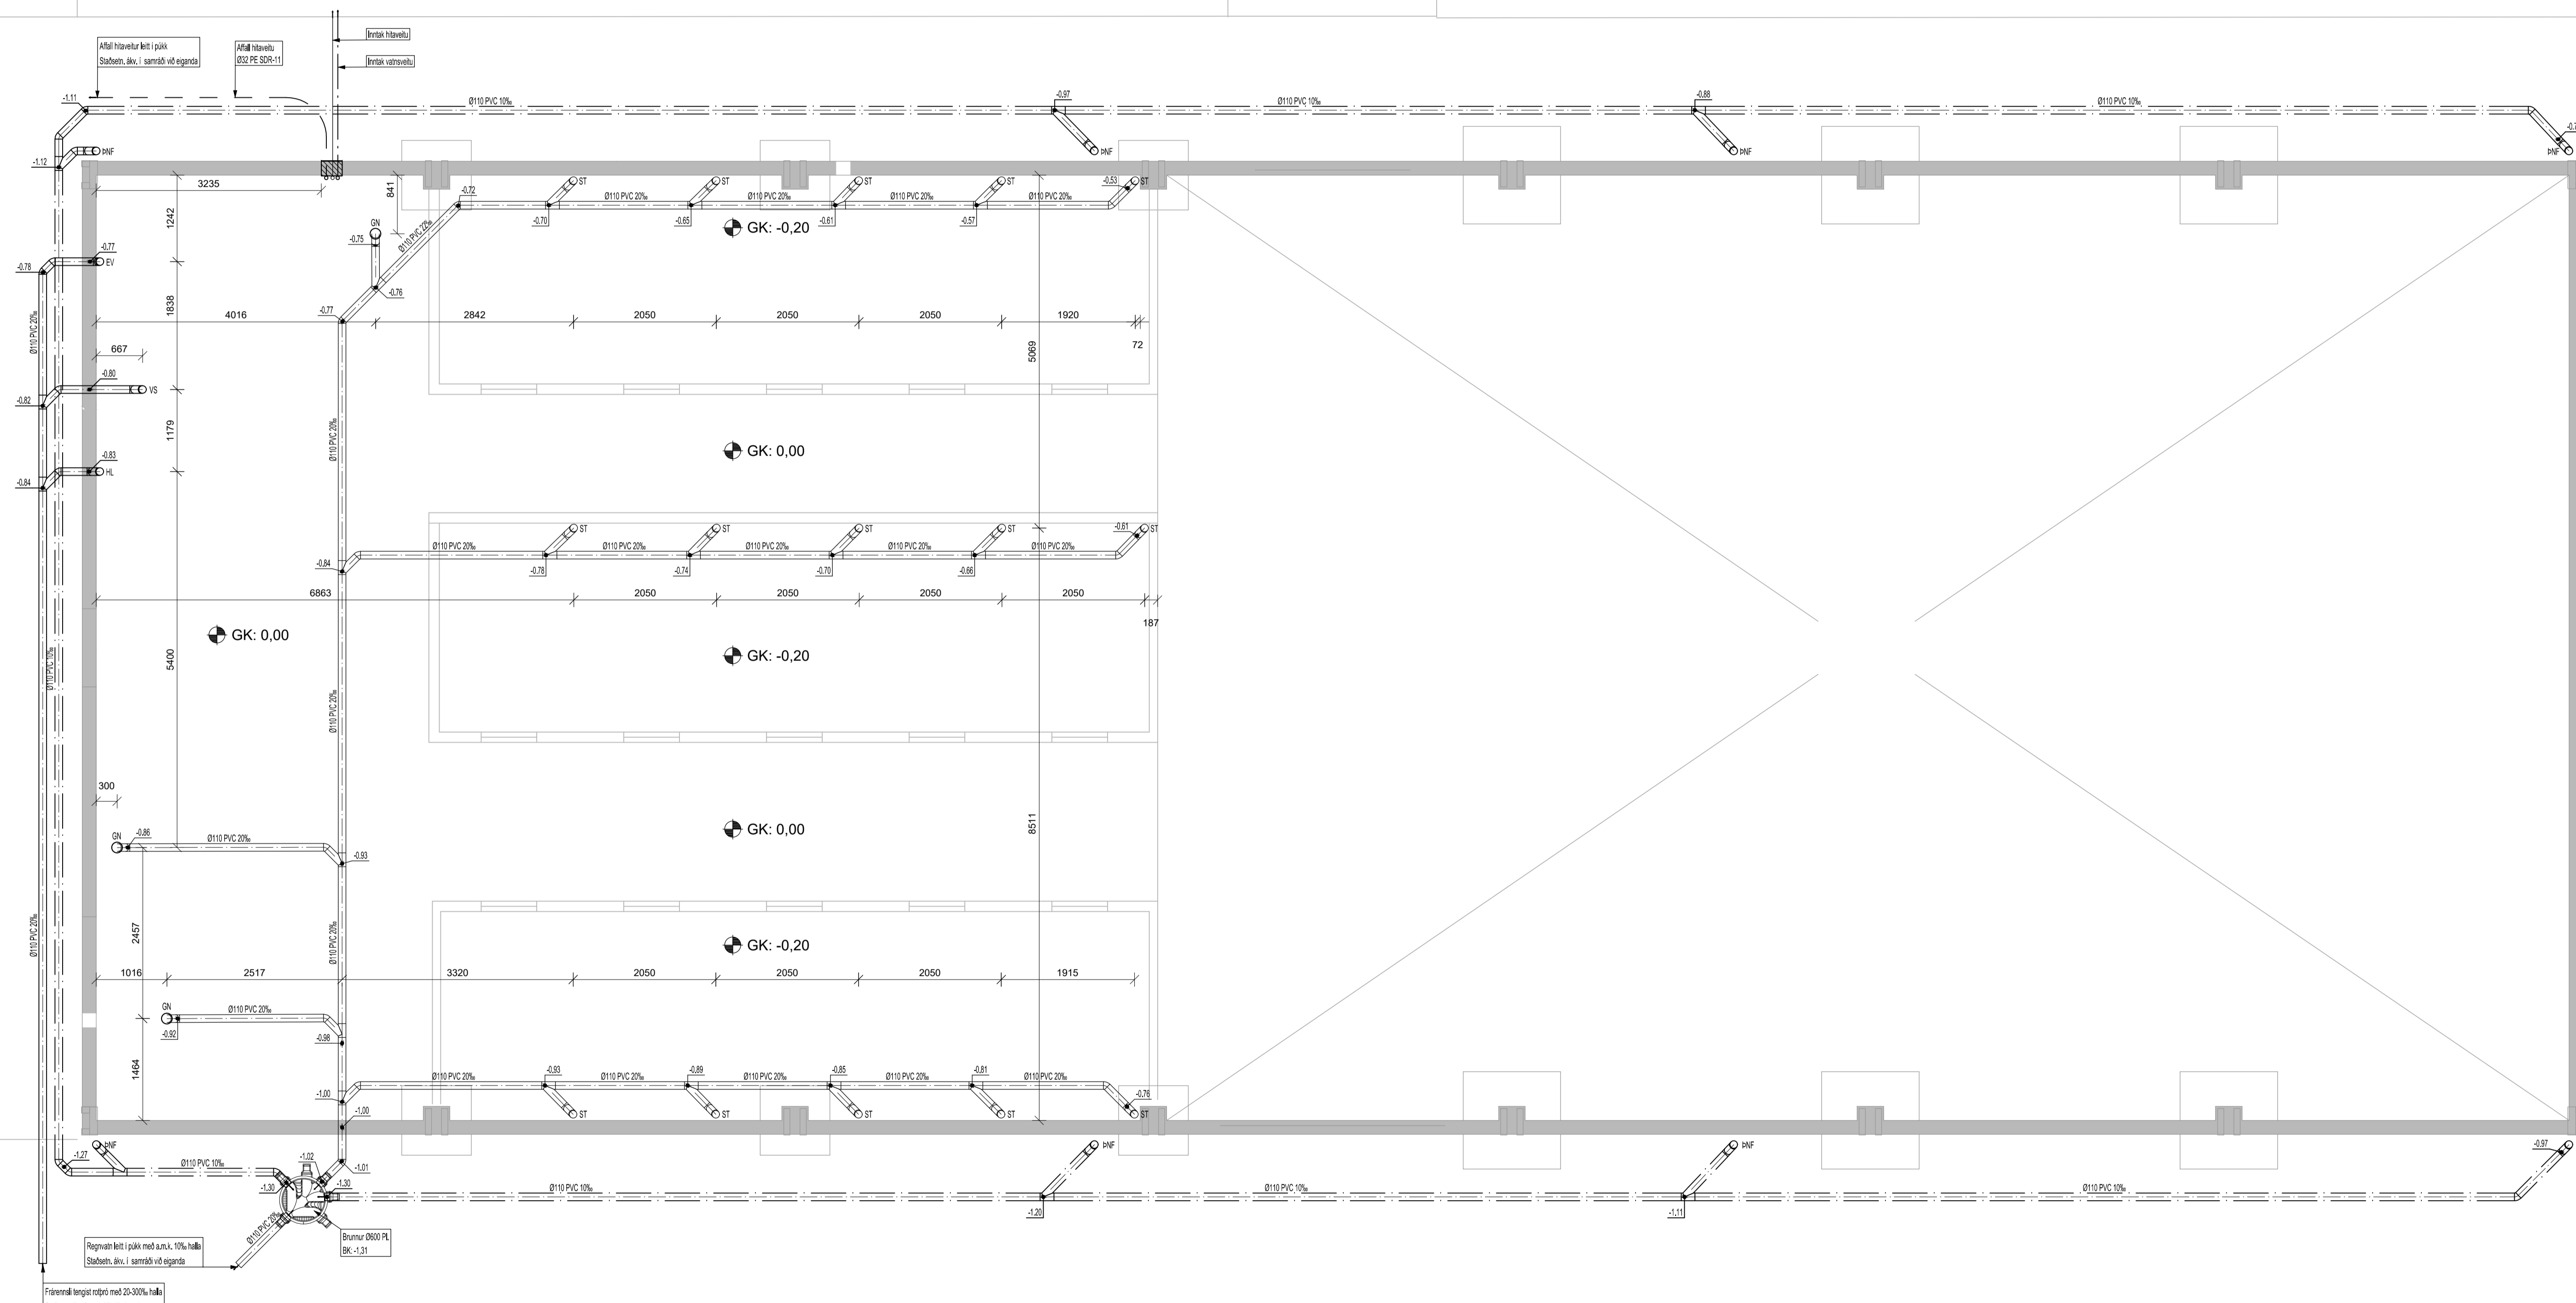 Inntak hitaveitu
Affall hitaveitur leitt í púkk
Staðsetn. ákv. í samráði við eiganda
Affall hitaveitu
Ø32 PE SDR-11
Inntak vatnsveitu
-1.11
Ø110 PVC 10‰
-0.97
Ø110 PVC 10‰
-0.88
Ø110 PVC 10‰
-1.12
ÞNF
ÞNF
ÞNF
ÞNF
3235
841
-0.72
ST
ST
ST
ST
-0.53
ST
1242
GN
-0.75
Ø110 PVC 22‰
Ø110 PVC 20‰
Ø110 PVC 20‰
Ø110 PVC 20‰
Ø110 PVC 20‰
-0.70
-0.65
-0.61
-0.57
GK: -0,20
-0.77
EV
-0.78
-0.76
1838
-0.77
4016
2842
2050
2050
2050
1920
72
5069
Ø110 PVC 20‰
667
-0.80
VS
-0.82
1179
Ø110 PVC 20‰
GK: 0,00
-0.83
HL
-0.84
ST
ST
ST
ST
-0.61
ST
Ø110 PVC 20‰
Ø110 PVC 20‰
Ø110 PVC 20‰
Ø110 PVC 20‰
Ø110 PVC 20‰
-0.84
-0.78
-0.74
-0.70
-0.66
6863
2050
2050
2050
2050
187
GK: 0,00
GK: -0,20
5400
Ø110 PVC 10‰
Ø110 PVC 20‰
300
GN
-0.86
Ø110 PVC 20‰
-0.93
GK: 0,00
8511
2457
Ø110 PVC 20‰
Ø110 PVC 20‰
GK: -0,20
1016
2517
3320
2050
2050
2050
1915
GN
Ø110 PVC 20‰
-0.92
-0.98
1464
Ø110 PVC 20‰
-0.93
Ø110 PVC 20‰
-0.89
Ø110 PVC 20‰
-0.85
Ø110 PVC 20‰
-0.81
Ø110 PVC 20‰
-0.76
-1.00
ST
ST
ST
ST
ST
-1.00
ÞNF
ÞNF
ÞNF
-0.97
-1.27
Ø110 PVC 10‰
-1.02
-1.01
-1.30
-1.30
Ø110 PVC 10‰
Ø110 PVC 10‰
Ø110 PVC 10‰
-1.20
-1.11
Ø110 PVC 20‰
Brunnur Ø600 PL
BK: -1,31
Regnvatn leitt í púkk með a.m.k. 10‰ halla
Staðsetn. ákv. í samráði við eiganda
Frárennsli tengist rotþró með 20-300‰ halla